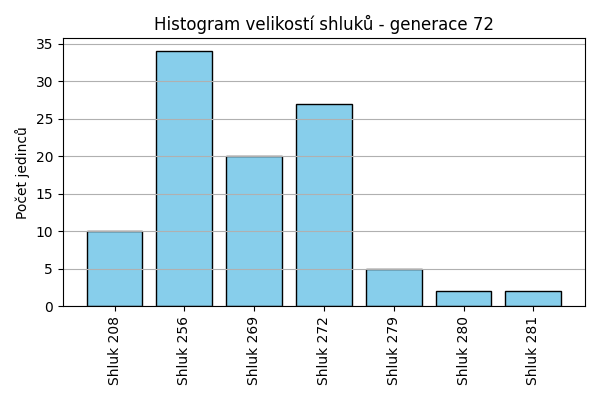 Histogram velikostí shluků - generace 72
Počet jedinců
35
30
25
20
15
10
5
0
Shluk 208
Shluk 256
Shluk 269
Shluk 272
Shluk 279
Shluk 280
Shluk 281